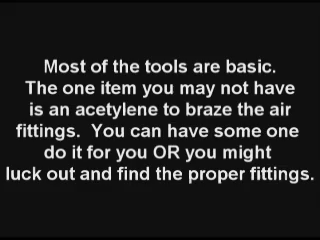 Most of the tools are basic.
The one item you may not have
is an acetylene to braze the air
fittings.  You can have some one
do it for you OR you might
luck out and find the proper fittings.